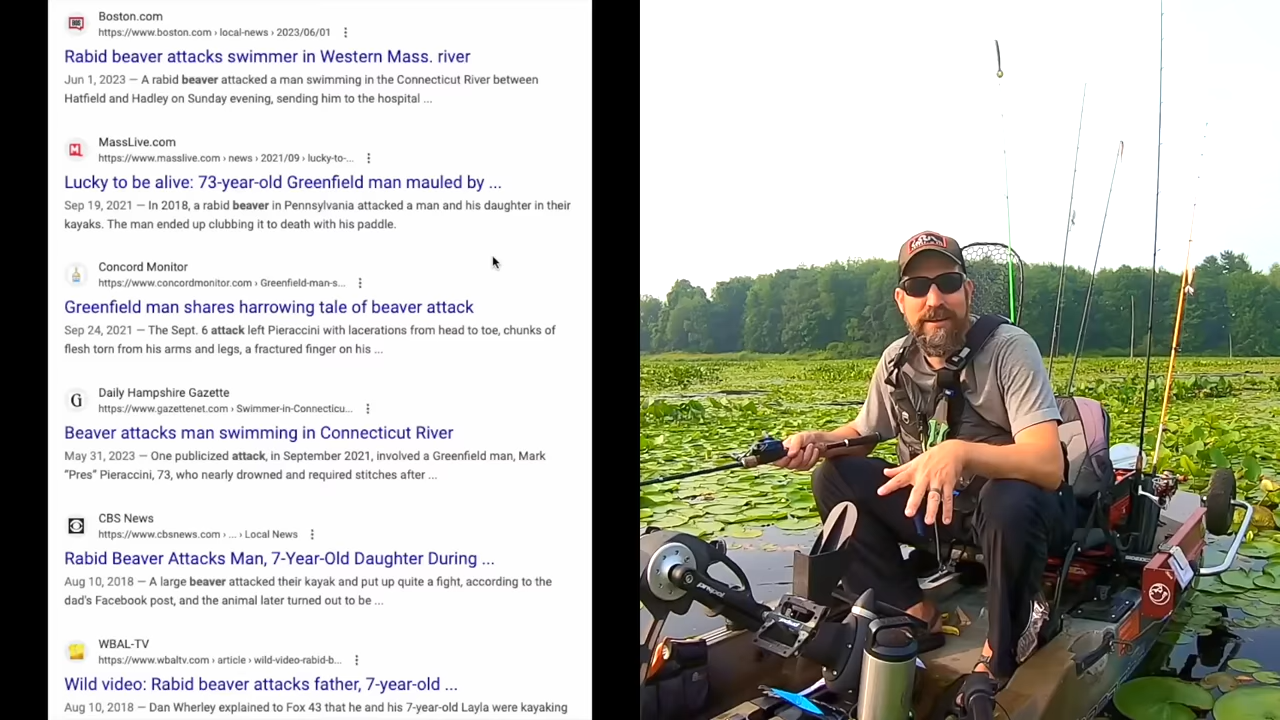 Boston.com
https://www.boston.com › local-news › 2023/06/01
Rabid beaver attacks swimmer in Western Mass. river
Jun 1, 2023 — A rabid beaver attacked a man swimming in the Connecticut River between
Hatfield and Hadley on Sunday evening, sending him to the hospital ...
MassLive.com
https://www.masslive.com › news › 2021/09 › lucky-to-...
Lucky to be alive: 73-year-old Greenfield man mauled by ...
Sep 19, 2021 — In 2018, a rabid beaver in Pennsylvania attacked a man and his daughter in their
kayaks. The man ended up clubbing it to death with his paddle.
Concord Monitor
https://www.concordmonitor.com › Greenfield-man-s...
Greenfield man shares harrowing tale of beaver attack
Sep 24, 2021 — The Sept. 6 attack left Pieraccini with lacerations from head to toe, chunks of
flesh torn from his arms and legs, a fractured finger on his ...
G
Daily Hampshire Gazette
https://www.gazettenet.com › Swimmer-in-Connecticu...
Beaver attacks man swimming in Connecticut River
May 31, 2023 — One publicized attack, in September 2021, involved a Greenfield man, Mark
“Pres” Pieraccini, 73, who nearly drowned and required stitches after ...
CBS News
https://www.cbsnews.com › ... › Local News
Rabid Beaver Attacks Man, 7-Year-Old Daughter During ...
Aug 10, 2018 — A large beaver attacked their kayak and put up quite a fight, according to the
dad's Facebook post, and the animal later turned out to be ...
WBAL-TV
https://www.wbaltv.com › article › wild-video-rabid-b...
Wild video: Rabid beaver attacks father, 7-year-old ...
Aug 10, 2018 — Dan Wherley explained to Fox 43 that he and his 7-year-old Layla were kayaking
propel